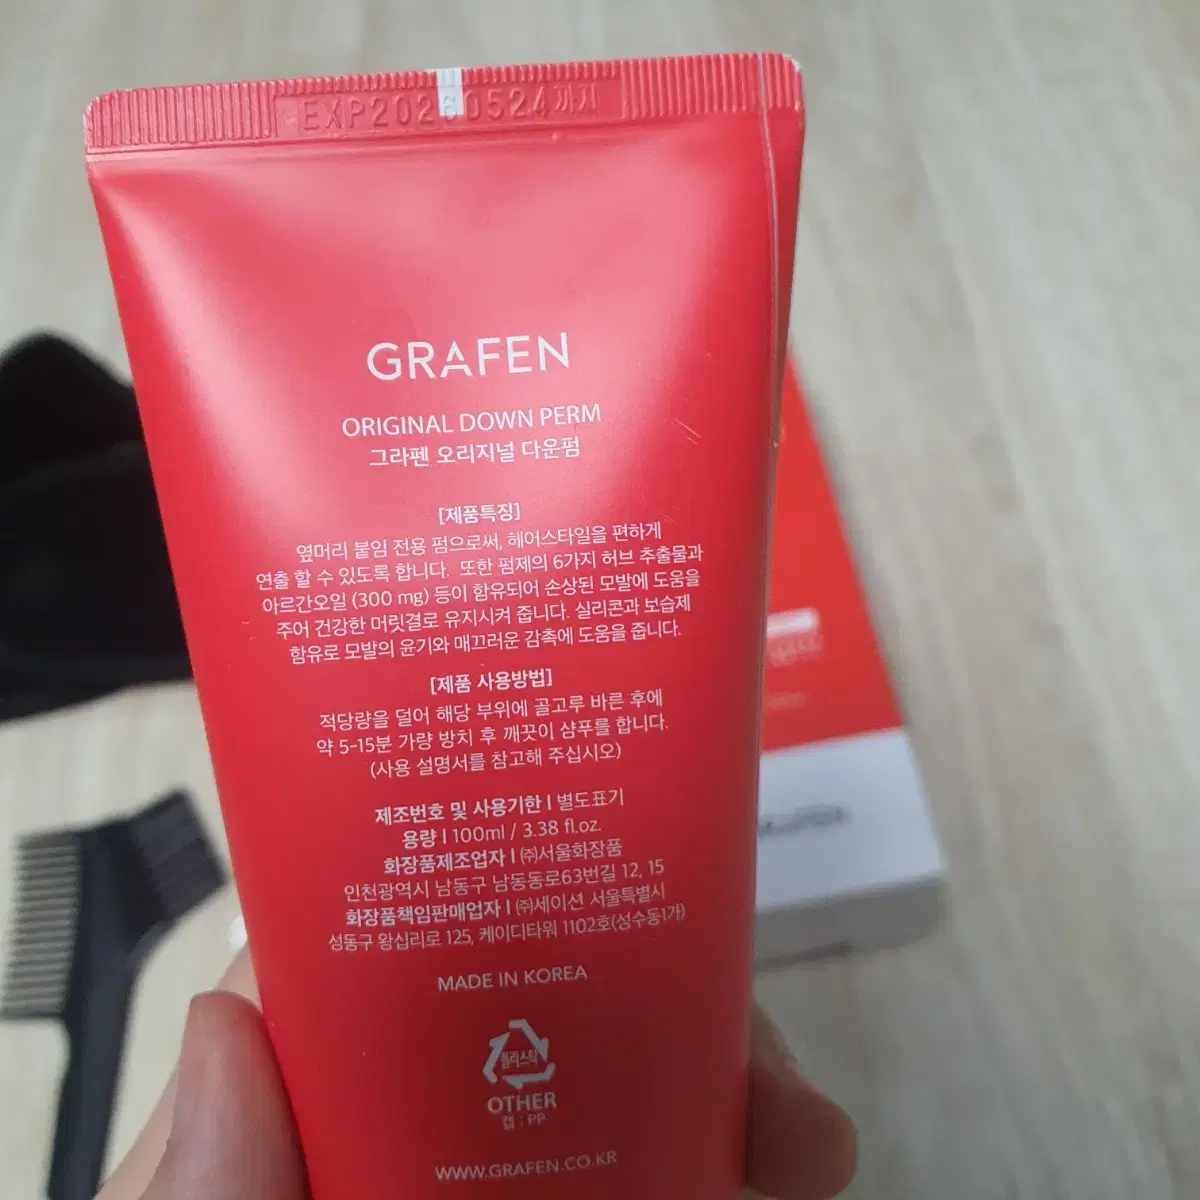 EXP20260524까지
GRAFEN
ORIGINAL DOWN PERM
그라펜 오리지널 다운펌
[제품특징]
옆머리 붙임 전용 펌으로써, 헤어스타일을 편하게
연출 할 수 있도록 합니다. 또한 펌제의 6가지 허브 추출물과
아르간오일 (300 mg) 등이 함유되어 손상된 모발에 도움을
주어 건강한 머릿결로 유지시켜 줍니다. 실리콘과 보습제
함유로 모발의 윤기와 매끄러운 감촉에 도움을 줍니다.
[제품 사용방법]
적당량을 덜어 해당 부위에 골고루 바른 후에
약 5-15분 가량 방치 후 깨끗이 샴푸를 합니다.
(사용 설명서를 참고해 주십시오)
제조번호 및 사용기한 | 별도표기
용량 | 100ml / 3.38 fl.oz.
화장품제조업자 | ㈜서울화장품
인천광역시 남동구 남동동로63번길 12, 15
화장품책임판매업자 | ㈜세이션 서울특별시
성동구 왕십리로 125, 케이디타워 1102호(성수동1가)
MADE IN KOREA
플라스틱
OTHER
캡 : PP
WWW.GRAFEN.CO.KR